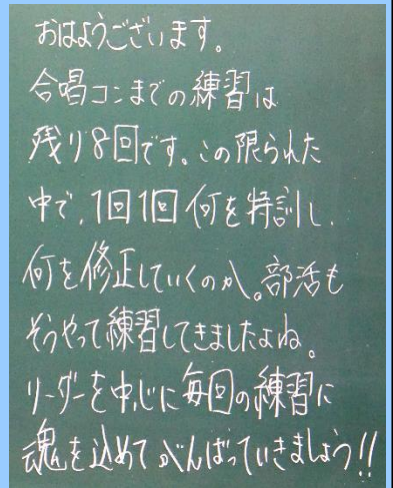 おはようございます。
合唱コンまでの練習は
残り8回です。この限られた
中で、1回1回何を特訓し、
何を修正していくのか。部活も
そうやって練習してきましたよね。
リーダーを中心に毎回の練習に
魂を込めてがんばっていきましょう!!